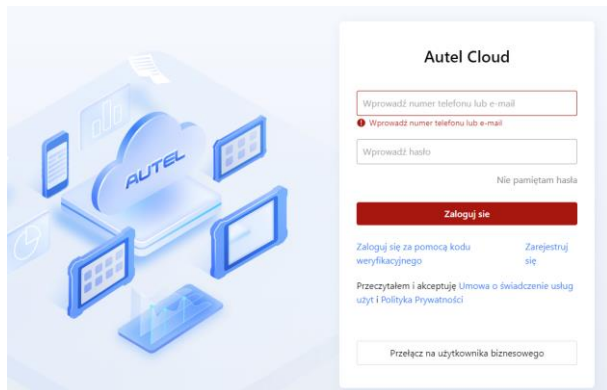 AUTEL
Autel Cloud
Wprowadź numer telefonu lub e-mail
Wprowadź numer telefonu lub e-mail
Wprowadź hasło
Nie pamiętam hasła
Zaloguj sie
Zaloguj się za pomocą kodu
weryfikacyjnego
Zarejestruj
się
Przeczytałem i akceptuję Umowa o świadczenie usług
użyt i Polityka Prywatności
Przełącz na użytkownika biznesowego